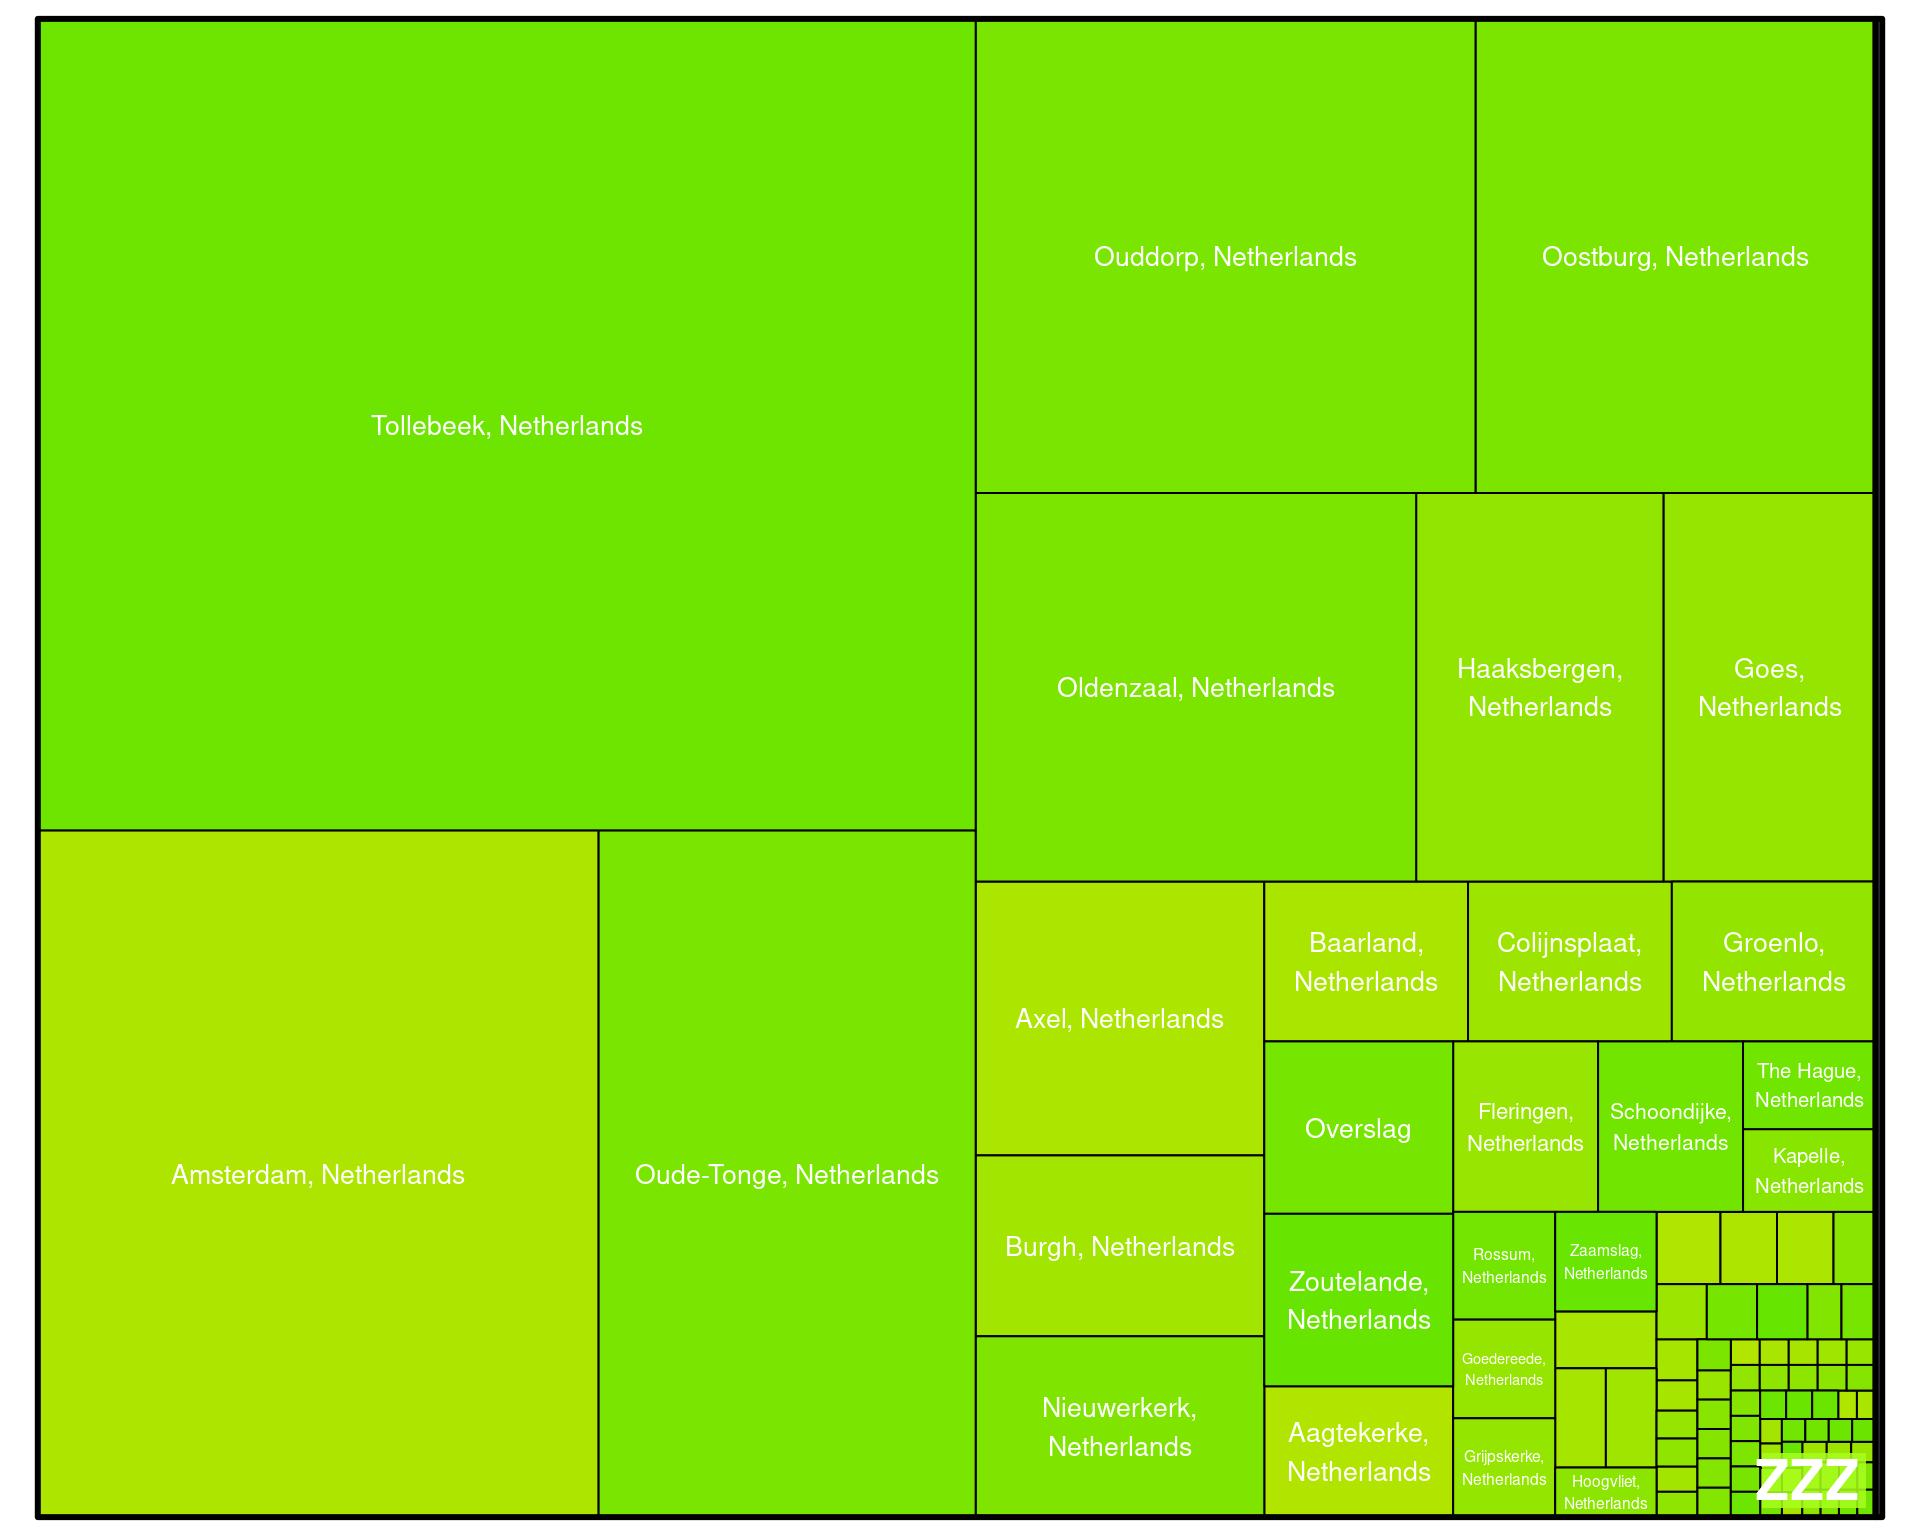 Tollebeek, Netherlands
Ouddorp, Netherlands
Oostburg, Netherlands
Oldenzaal, Netherlands
Haaksbergen,
Netherlands
Goes,
Netherlands
Amsterdam, Netherlands
Oude-Tonge, Netherlands
Axel, Netherlands
Burgh, Netherlands
Nieuwerkerk,
Netherlands
Baarland,
Netherlands
Colijnsplaat,
Netherlands
Groenlo,
Netherlands
Overslag
Zoutelande,
Netherlands
Aagtekerke,
Netherlands
Fleringen,
Netherlands
Schoondijke,
Netherlands
The Hague,
Netherlands
Kapelle,
Netherlands
Rossum,
Netherlands
Zaamslag,
Netherlands
Goedereede,
Netherlands
Grijpskerke,
Netherlands
Hoogvliet,
Netherlands
ZZZ